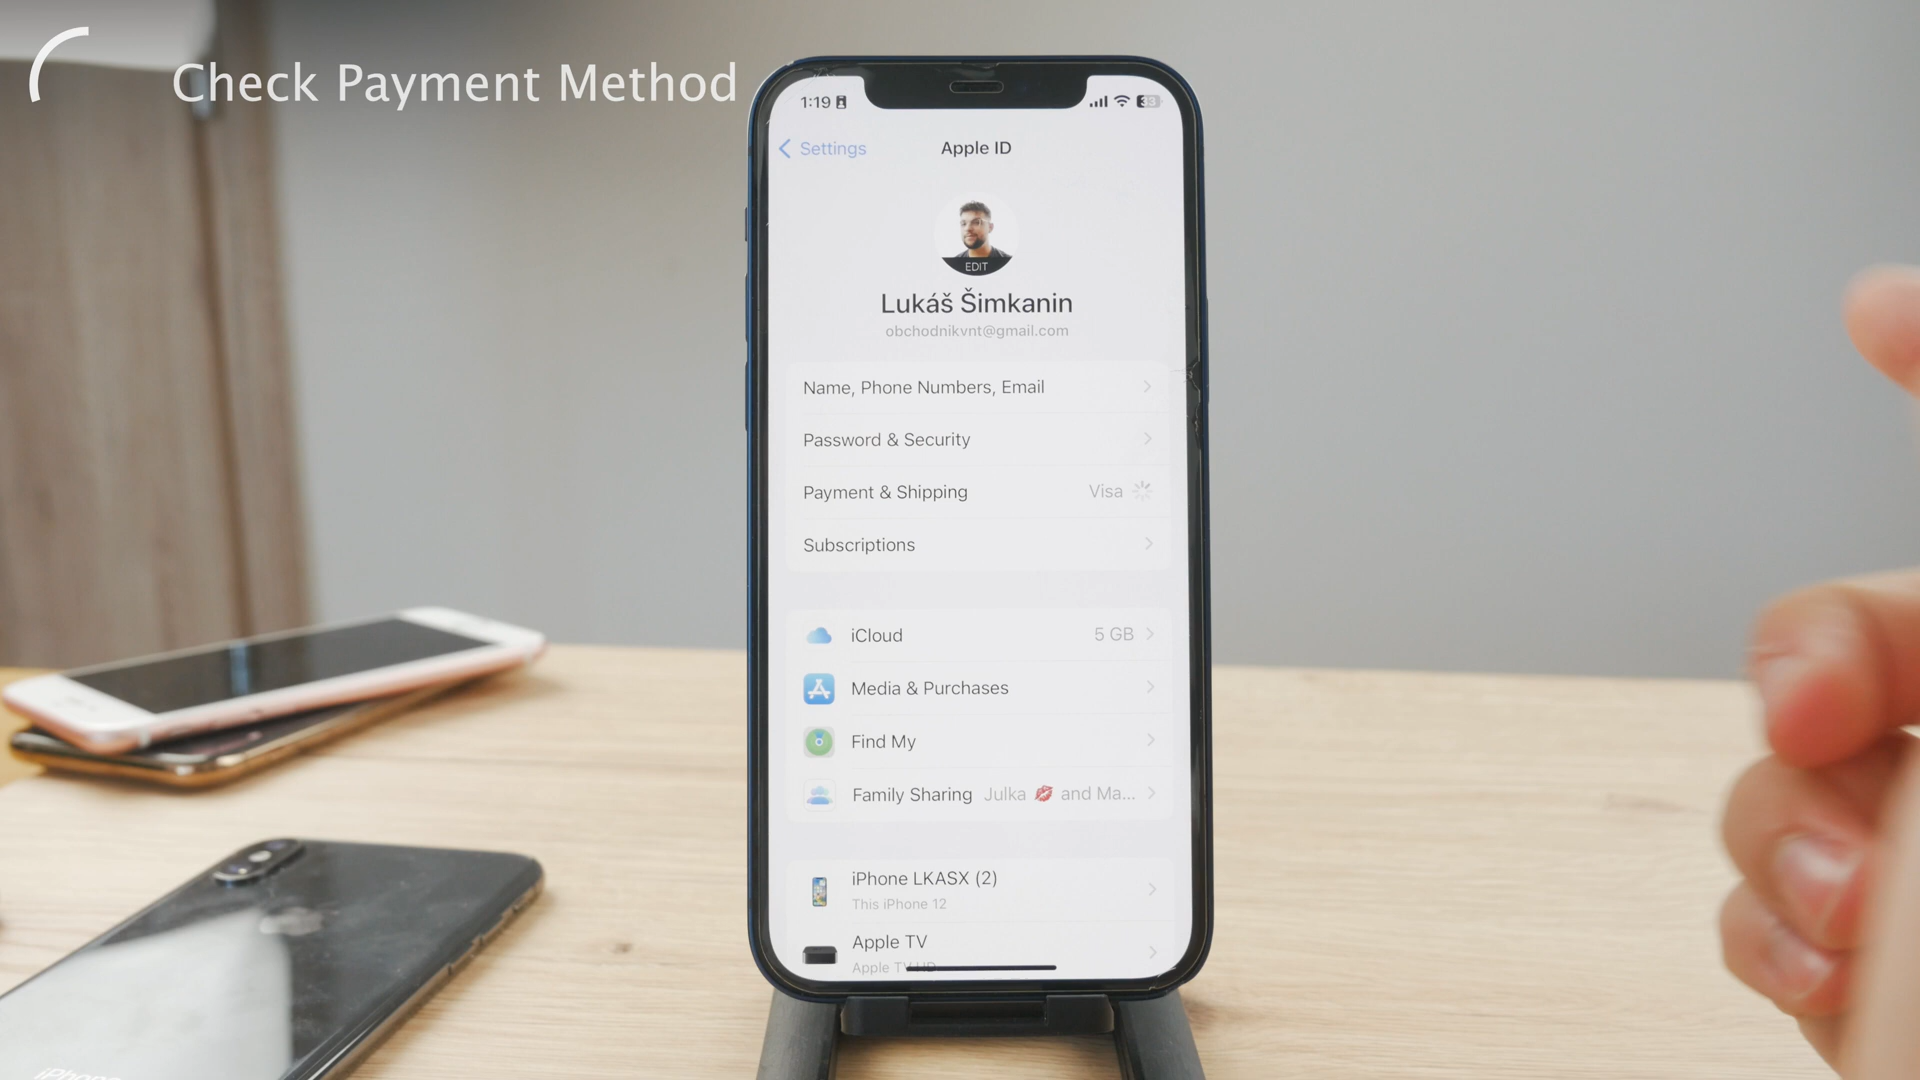 Check Payment Method
1:19
33
Settings
Apple ID
EDIT
Lukáš Šimkanin
obchodnikvnt@gmail.com
Name, Phone Numbers, Email
Password & Security
Payment & Shipping Visa
Subscriptions
iCloud 5 GB
Media & Purchases
Find My
Family Sharing Julka 💋 and Ma...
iPhone LKASX (2)
This iPhone 12
Apple TV
Apple TV HD
iPhone